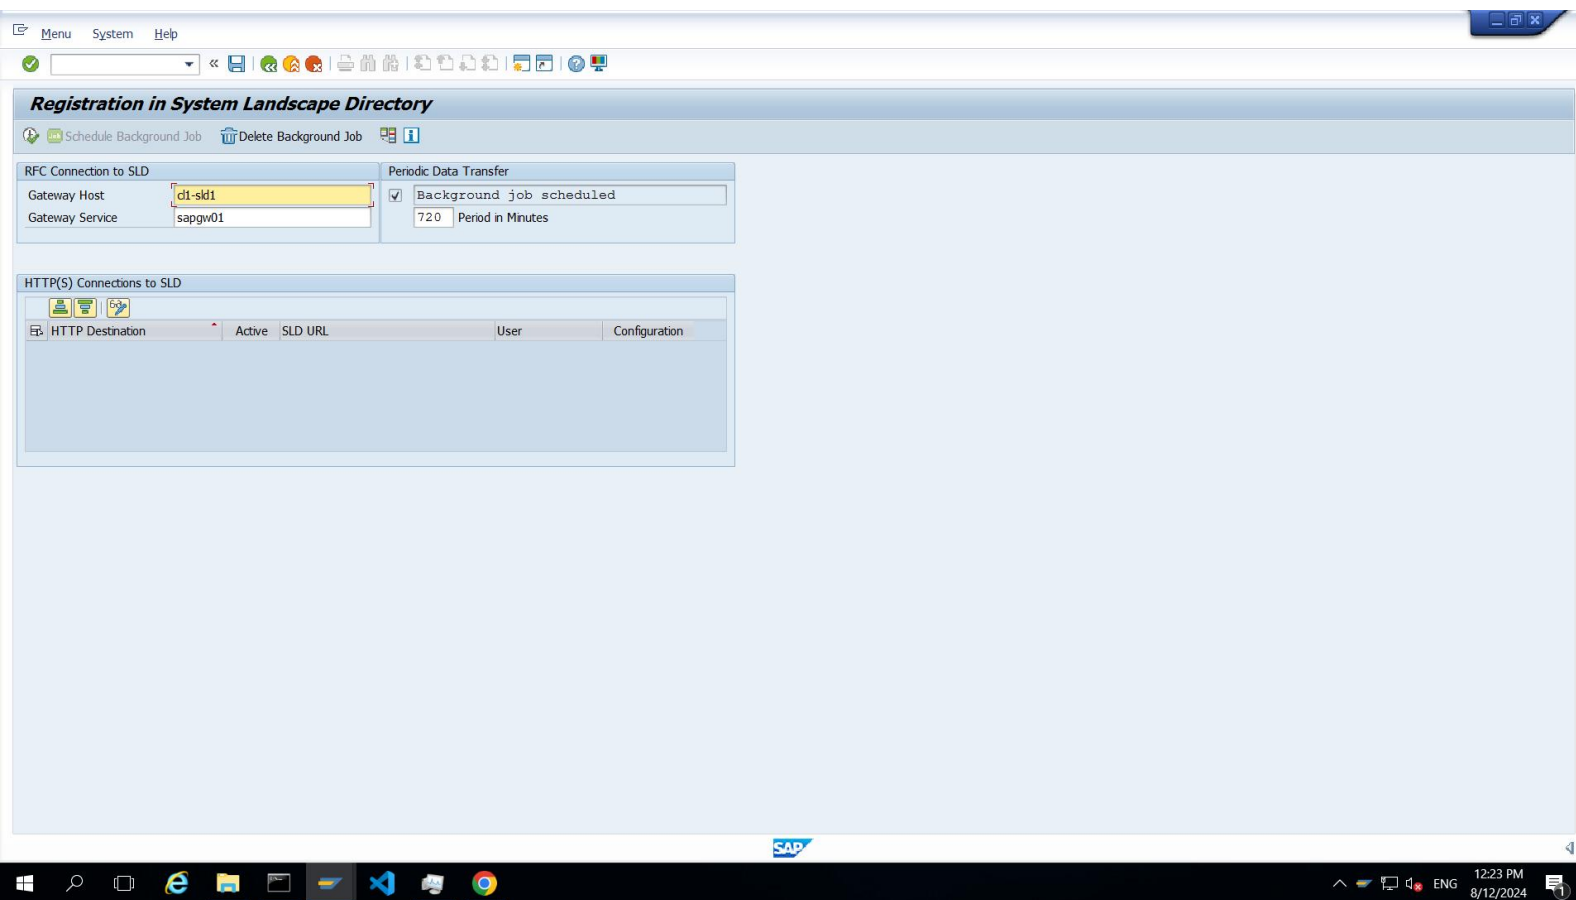 Menu System Help
Registration in System Landscape Directory
Schedule Background Job Delete Background Job
RFC Connection to SLD
Gateway Host cl1-sld1
Gateway Service sapgw01
Periodic Data Transfer
Background job scheduled
720 Period in Minutes
HTTP(S) Connections to SLD
HTTP Destination Active SLD URL User Configuration
SAP
ENG
12:23 PM
8/12/2024
1